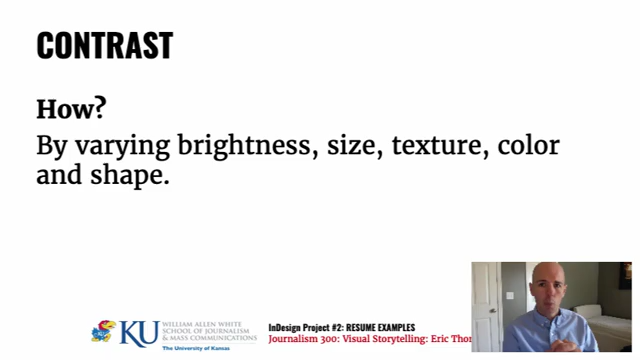 CONTRAST
How?
By varying brightness, size, texture, color
and shape.
KU
WILLIAM ALLEN WHITE
SCHOOL OF JOURNALISM
& MASS COMMUNICATIONS
The University of Kansas
InDesign Project #2: RESUME EXAMPLES
Journalism 300: Visual Storytelling: Eric Thom